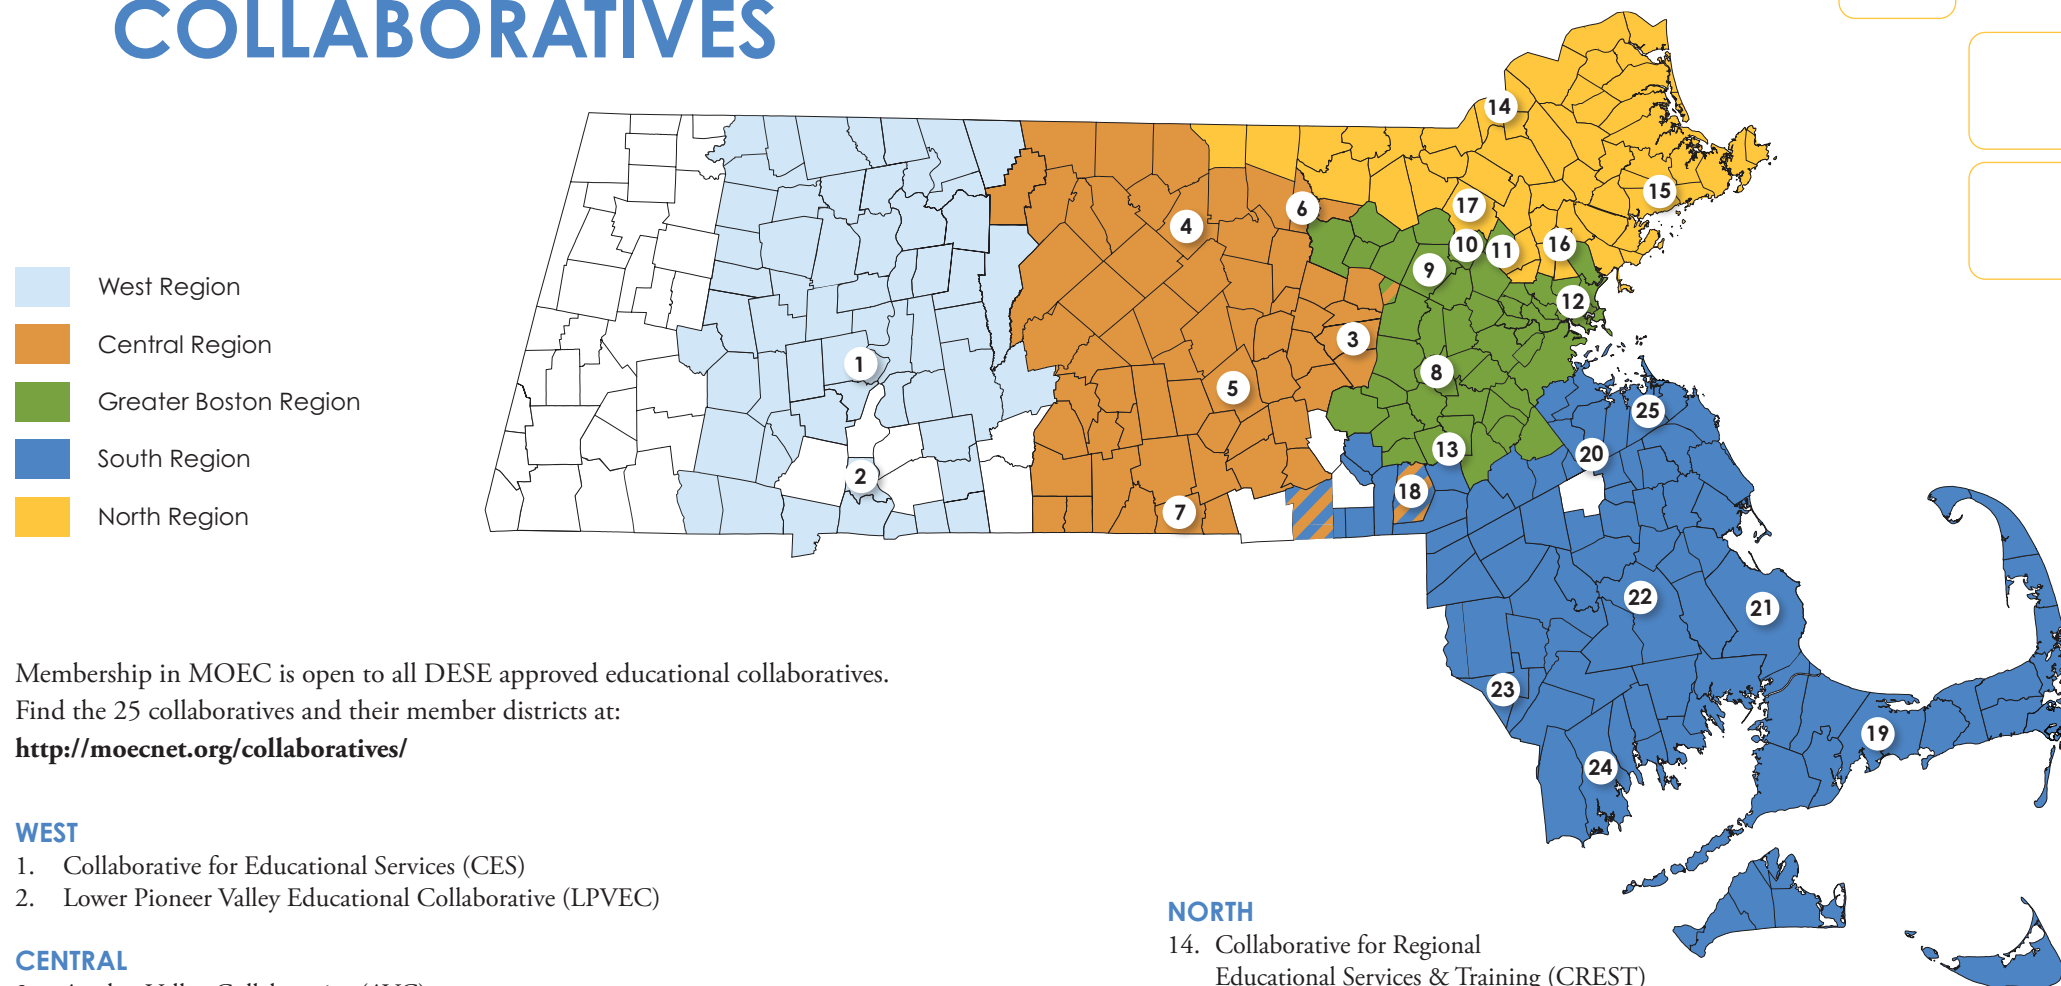 COLLABORATIVES
West Region
Central Region
Greater Boston Region
South Region
North Region
14
15
17
6
4
10
11
16
9
12
3
1
8
5
25
13
20
2
18
7
22
21
23
19
24
Membership in MOEC is open to all DESE approved educational collaboratives.
Find the 25 collaboratives and their member districts at:
http://moecnet.org/collaboratives/
WEST
1. Collaborative for Educational Services (CES)
2. Lower Pioneer Valley Educational Collaborative (LPVEC)
CENTRAL
NORTH
14. Collaborative for Regional
Educational Services & Training (CREST)